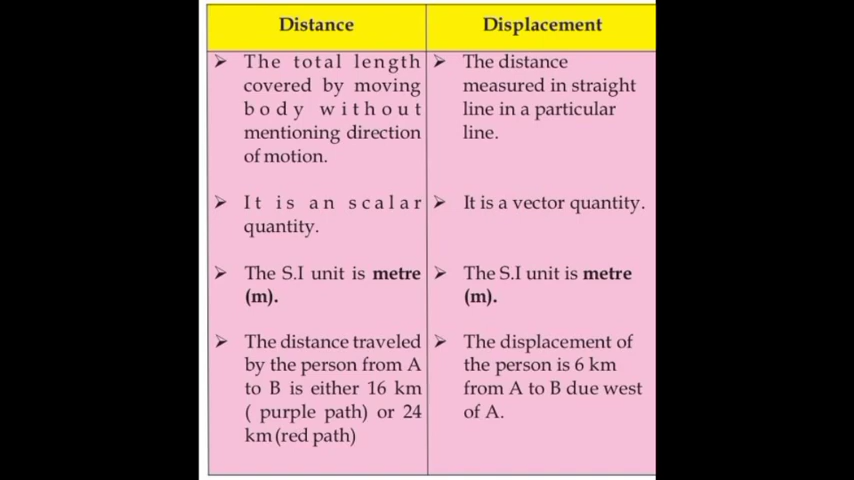 Distance
Displacement
➢ The total length
covered by moving
body without
mentioning direction
of motion.
➢ The distance
measured in straight
line in a particular
line.
➢ It is an scalar
quantity.
➢ It is a vector quantity.
➢ The S.I unit is metre
(m).
➢ The S.I unit is metre
(m).
➢ The distance traveled
by the person from A
to B is either 16 km
( purple path) or 24
km(red path)
➢ The displacement of
the person is 6 km
from A to B due west
of A.